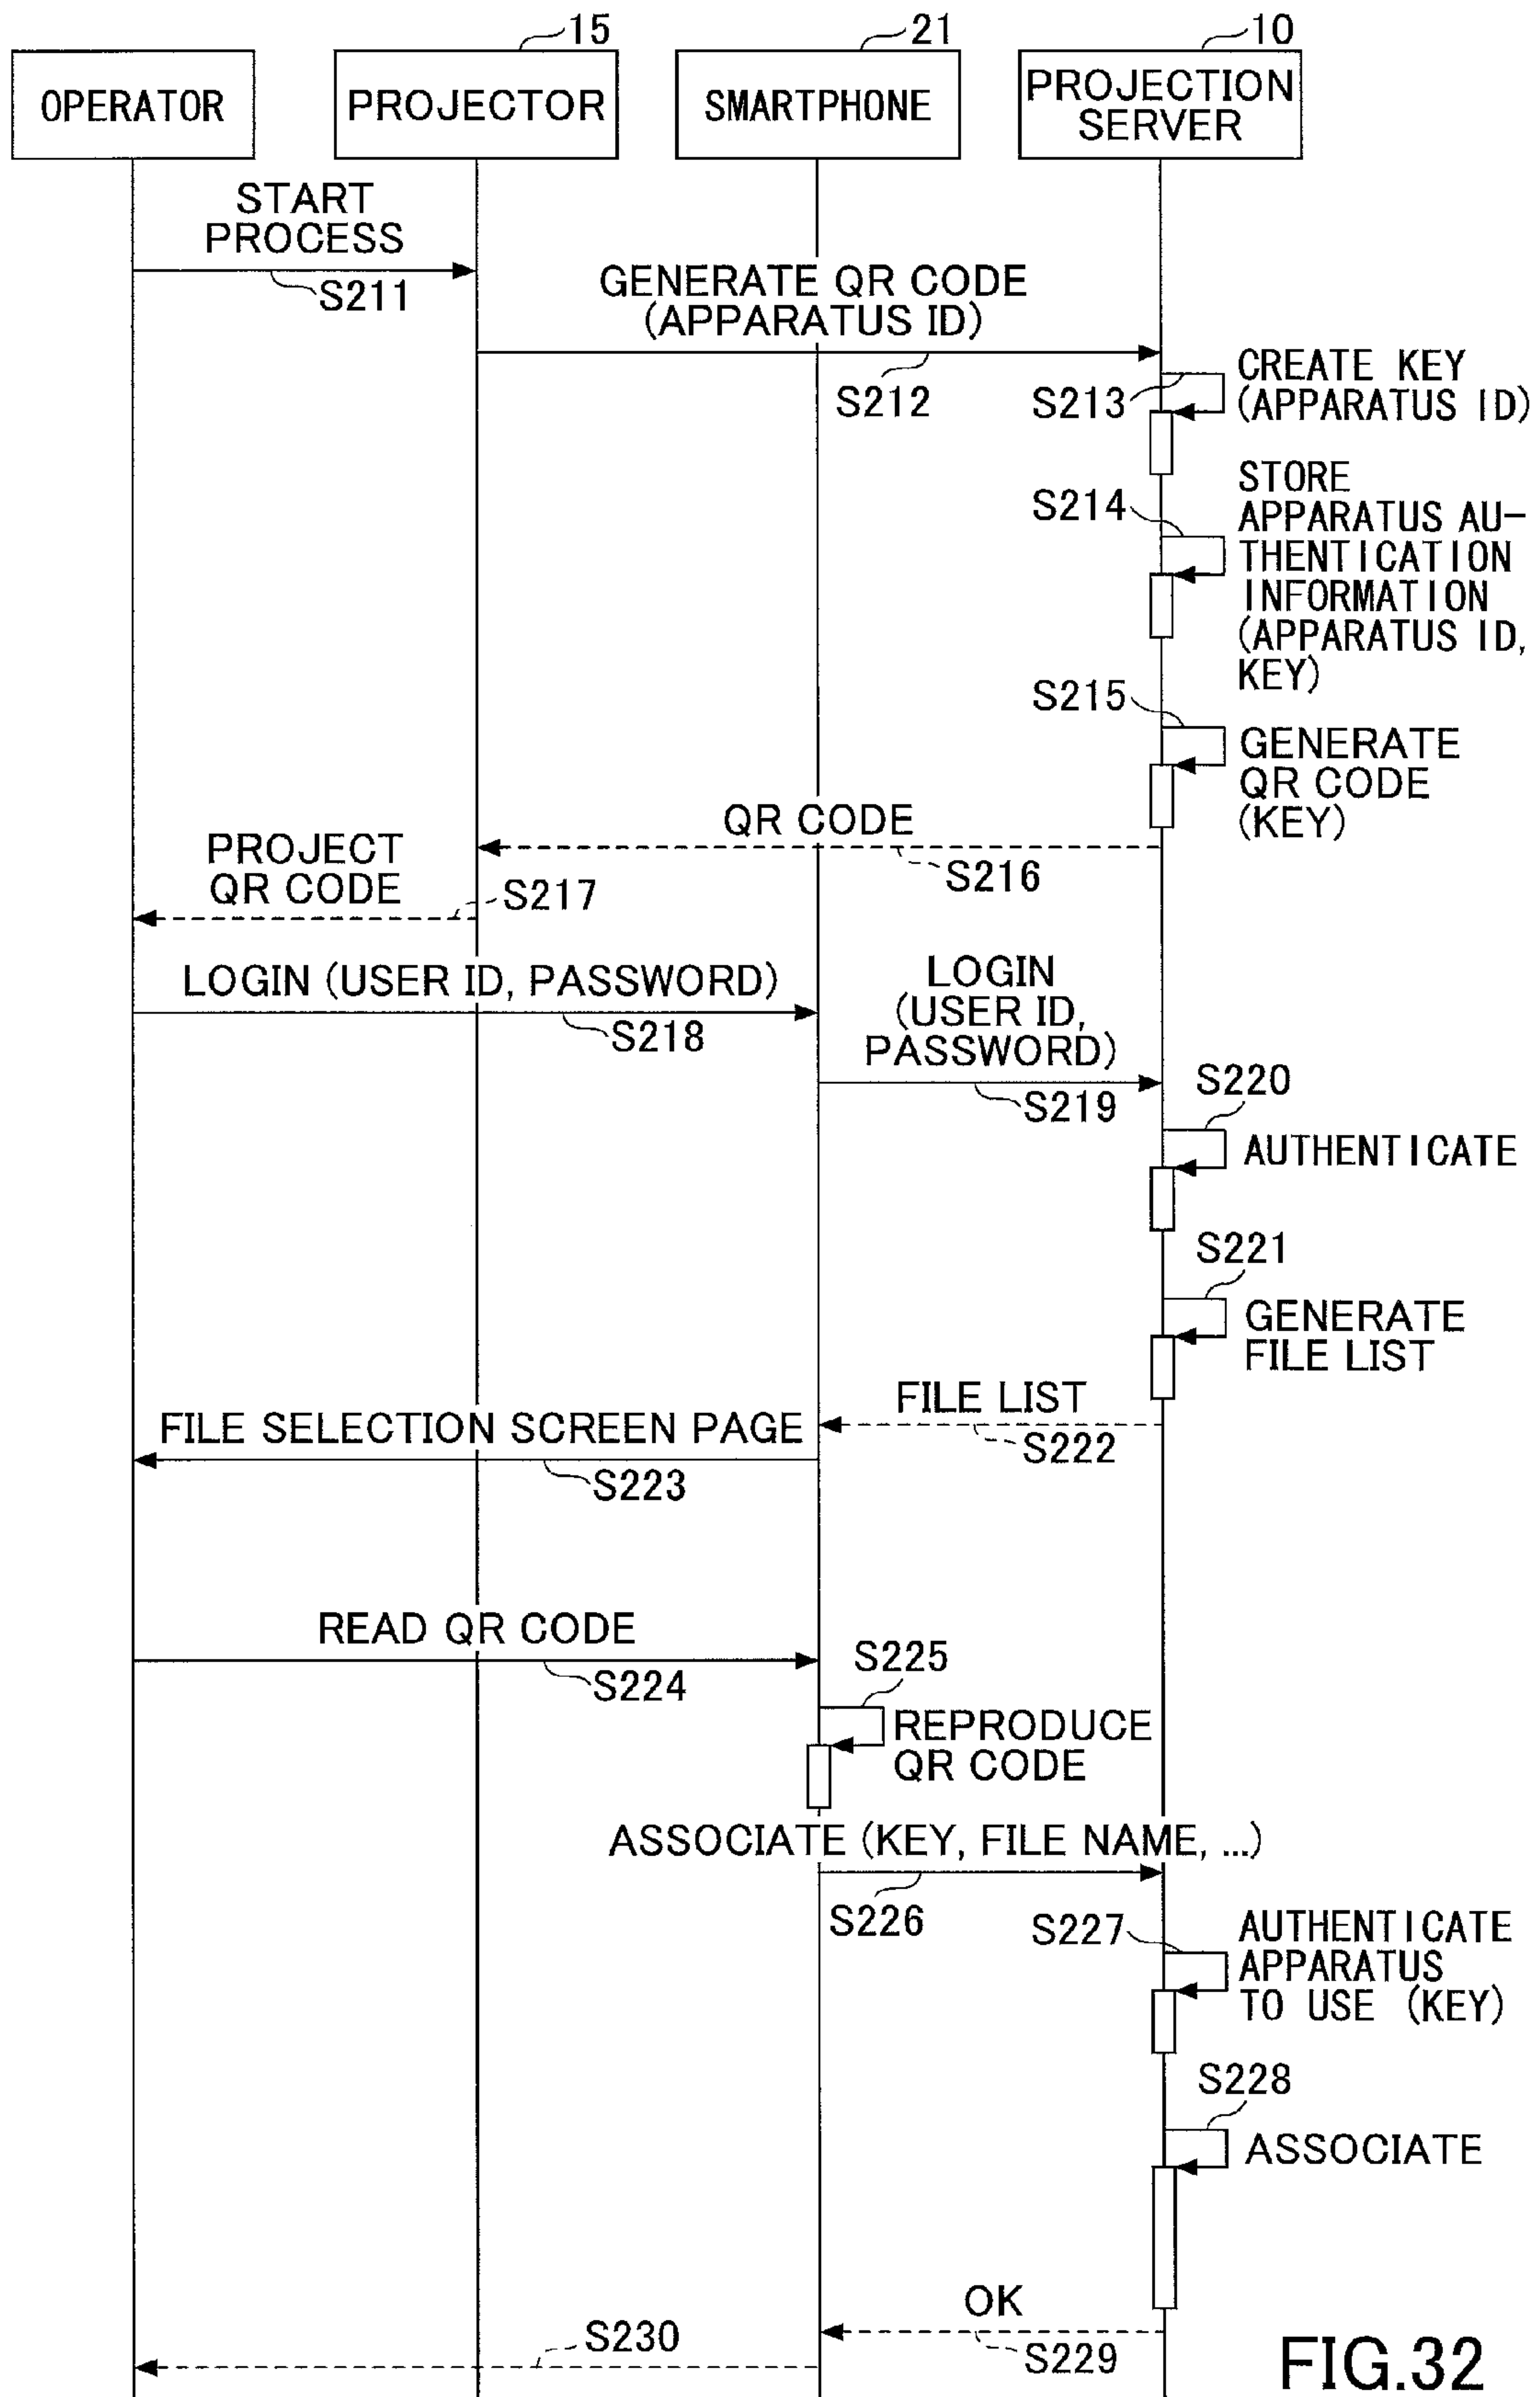 15
21
10
OPERATOR
PROJECTOR
SMARTPHONE
PROJECTION
SERVER
START
PROCESS
S211
GENERATE QR CODE
(APPARATUS ID)
S212
S213
CREATE KEY
(APPARATUS ID)
S214
STORE
APPARATUS AU-
THENTICATION
INFORMATION
(APPARATUS ID,
KEY)
S215
GENERATE
QR CODE
(KEY)
QR CODE
S216
PROJECT
QR CODE
S217
LOGIN (USER ID, PASSWORD)
S218
LOGIN
(USER ID,
PASSWORD)
S219
S220
AUTHENTICATE
S221
GENERATE
FILE LIST
FILE LIST
S222
FILE SELECTION SCREEN PAGE
S223
READ QR CODE
S224
S225
REPRODUCE
QR CODE
ASSOCIATE (KEY, FILE NAME, ...)
S226
S227
AUTHENTICATE
APPARATUS
TO USE (KEY)
S228
ASSOCIATE
OK
S229
S230
FIG.32